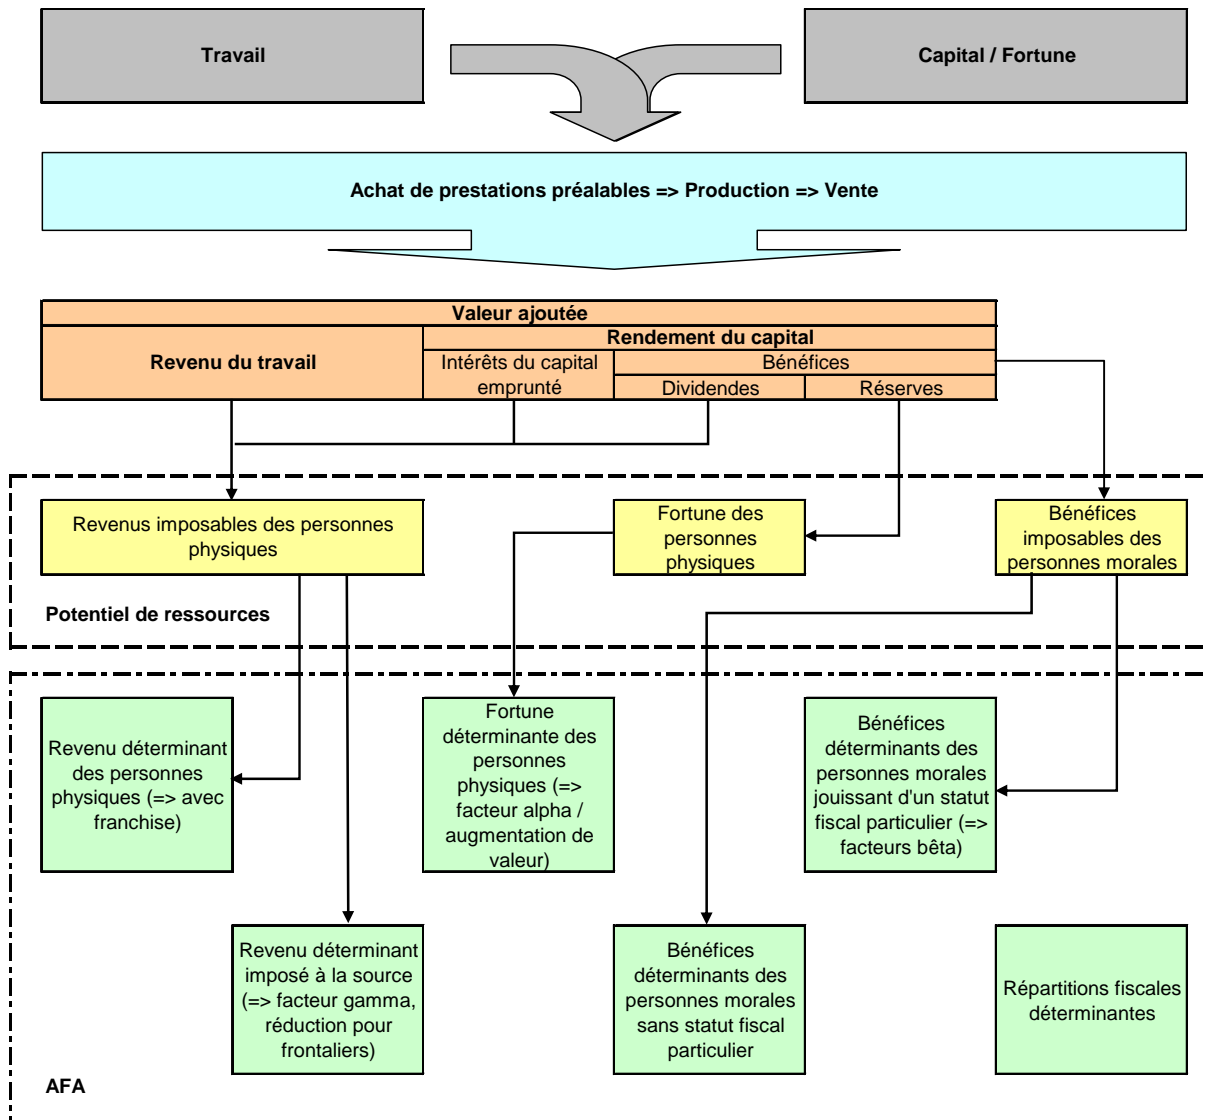 Travail
Capital / Fortune
Achat de prestations préalables => Production => Vente
Valeur ajoutée
Revenu du travail
Rendement du capital
Intérêts du capital
emprunté
Bénéfices
Dividendes
Réserves
Revenus imposables des personnes
physiques
Fortune des
personnes
physiques
Bénéfices
imposables des
personnes morales
Potentiel de ressources
Revenu déterminant
des personnes
physiques (=> avec
franchise)
Fortune
déterminante des
personnes
physiques (=>
facteur alpha /
augmentation de
valeur)
Bénéfices
déterminants des
personnes morales
jouissant d'un statut
fiscal particulier (=>
facteurs bêta)
Revenu déterminant
imposé à la source
(=> facteur gamma,
réduction pour
frontaliers)
Bénéfices
déterminants des
personnes morales
sans statut fiscal
particulier
Répartitions fiscales
déterminantes
AFA